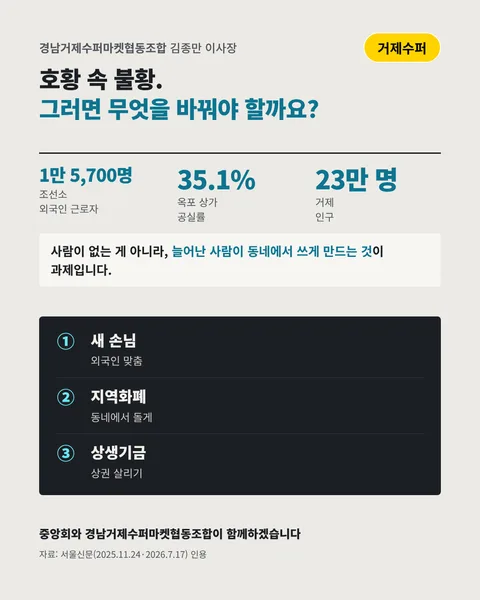 경남거제수퍼마켓협동조합 김종만 이사장
거제수퍼
호황 속 불황.
그러면 무엇을 바꿔야 할까요?
1만 5,700명
조선소
외국인 근로자
35.1%
옥포 상가
공실률
23만 명
거제
인구
사람이 없는 게 아니라, 늘어난 사람이 동네에서 쓰게 만드는 것이
과제입니다.
① 새 손님
외국인 맞춤
② 지역화폐
동네에서 돌게
③ 상생기금
상권 살리기
중앙회와 경남거제수퍼마켓협동조합이 함께하겠습니다
자료: 서울신문(2025.11.24·2026.7.17) 인용